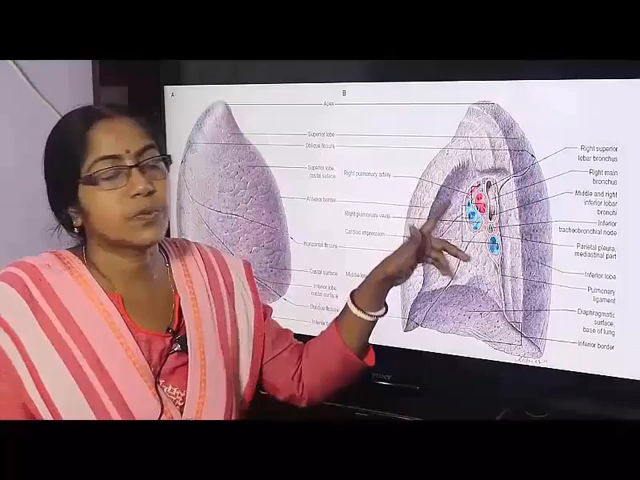 A
B
Apex
Superior lobe
Oblique fissure
Superior lobe
costal surface
Right pulmonary artery
Anterior border
Right pulmonary veins
Cardiac impression
Horizontal fissure
Costal surface
Middle lobe
Inferior lobe
costal surface
Oblique fissure
Inferior
Right superior
lobar bronchus
Right main
bronchus
Middle and right
inferior lobar
bronchi
Inferior
tracheobronchial node
Parietal pleura,
mediastinal part
Inferior lobe
Pulmonary
ligament
Diaphragmatic
surface,
base of lung
Inferior border